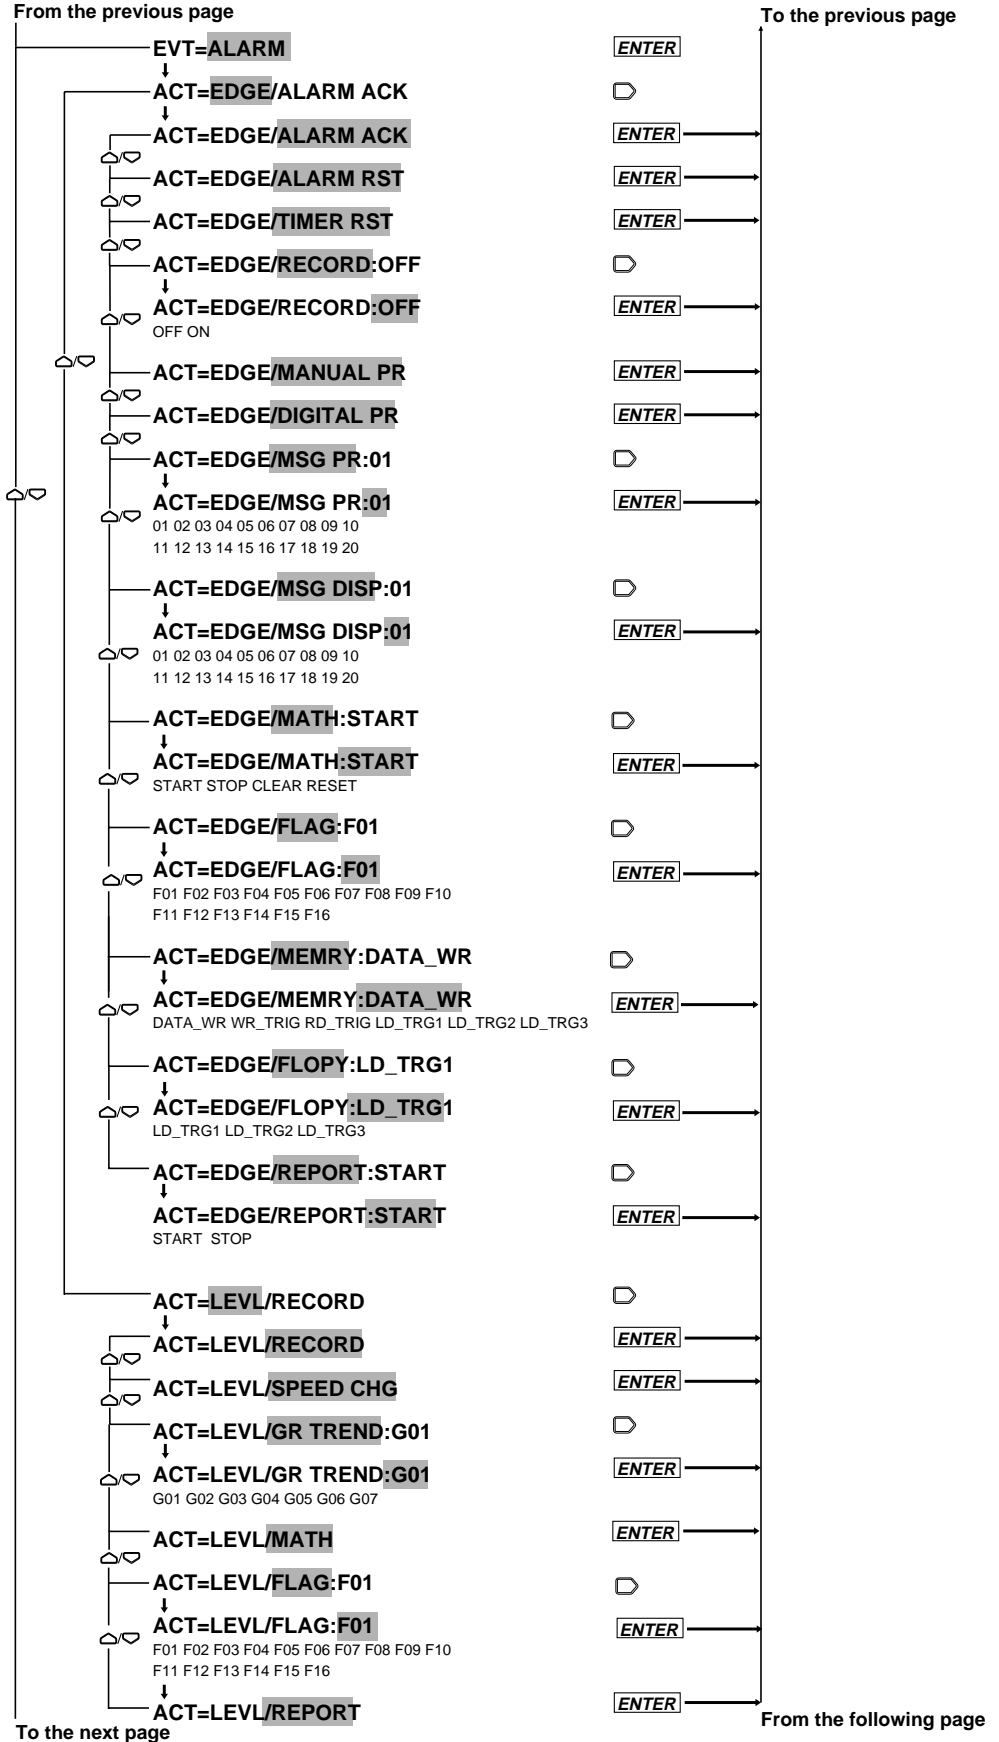 From the previous page
To the previous page
EVT=ALARM ENTER
ACT=EDGE/ALARM ACK
ACT=EDGE/ALARM ACK ENTER
ACT=EDGE/ALARM RST ENTER
ACT=EDGE/TIMER RST ENTER
ACT=EDGE/RECORD:OFF
ACT=EDGE/RECORD:OFF ENTER
OFF ON
ACT=EDGE/MANUAL PR ENTER
ACT=EDGE/DIGITAL PR ENTER
ACT=EDGE/MSG PR:01
ACT=EDGE/MSG PR:01 ENTER
01 02 03 04 05 06 07 08 09 10
11 12 13 14 15 16 17 18 19 20
ACT=EDGE/MSG DISP:01
ACT=EDGE/MSG DISP:01 ENTER
01 02 03 04 05 06 07 08 09 10
11 12 13 14 15 16 17 18 19 20
ACT=EDGE/MATH:START
ACT=EDGE/MATH:START ENTER
START STOP CLEAR RESET
ACT=EDGE/FLAG:F01
ACT=EDGE/FLAG:F01 ENTER
F01 F02 F03 F04 F05 F06 F07 F08 F09 F10
F11 F12 F13 F14 F15 F16
ACT=EDGE/MEMRY:DATA_WR
ACT=EDGE/MEMRY:DATA_WR ENTER
DATA_WR WR_TRIG RD_TRIG LD_TRG1 LD_TRG2 LD_TRG3
ACT=EDGE/FLOPY:LD_TRG1
ACT=EDGE/FLOPY:LD_TRG1 ENTER
LD_TRG1 LD_TRG2 LD_TRG3
ACT=EDGE/REPORT:START
ACT=EDGE/REPORT:START ENTER
START STOP
ACT=LEVL/RECORD
ACT=LEVL/RECORD ENTER
ACT=LEVL/SPEED CHG ENTER
ACT=LEVL/GR TREND:G01
ACT=LEVL/GR TREND:G01 ENTER
G01 G02 G03 G04 G05 G06 G07
ACT=LEVL/MATH ENTER
ACT=LEVL/FLAG:F01
ACT=LEVL/FLAG:F01 ENTER
F01 F02 F03 F04 F05 F06 F07 F08 F09 F10
F11 F12 F13 F14 F15 F16
ACT=LEVL/REPORT ENTER
To the next page
From the following page